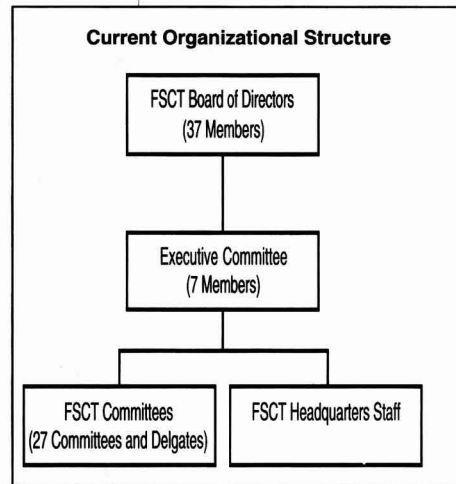 Current Organizational Structure
FSCT Board of Directors
(37 Members)
Executive Committee
(7 Members)
FSCT Committees
(27 Committees and Delgates)
FSCT Headquarters Staff